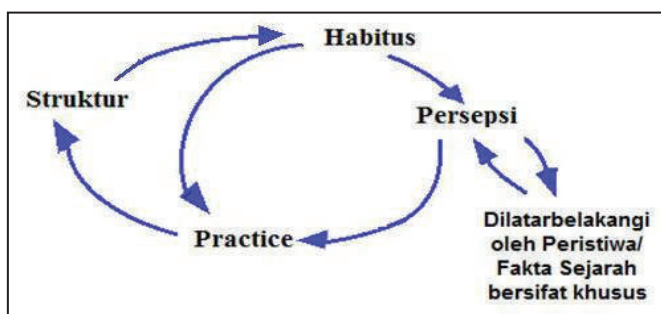 Habitus
Struktur
Persepsi
Practice
Dilatarbelakangi
oleh Peristiwa/
Fakta Sejarah
bersifat khusus